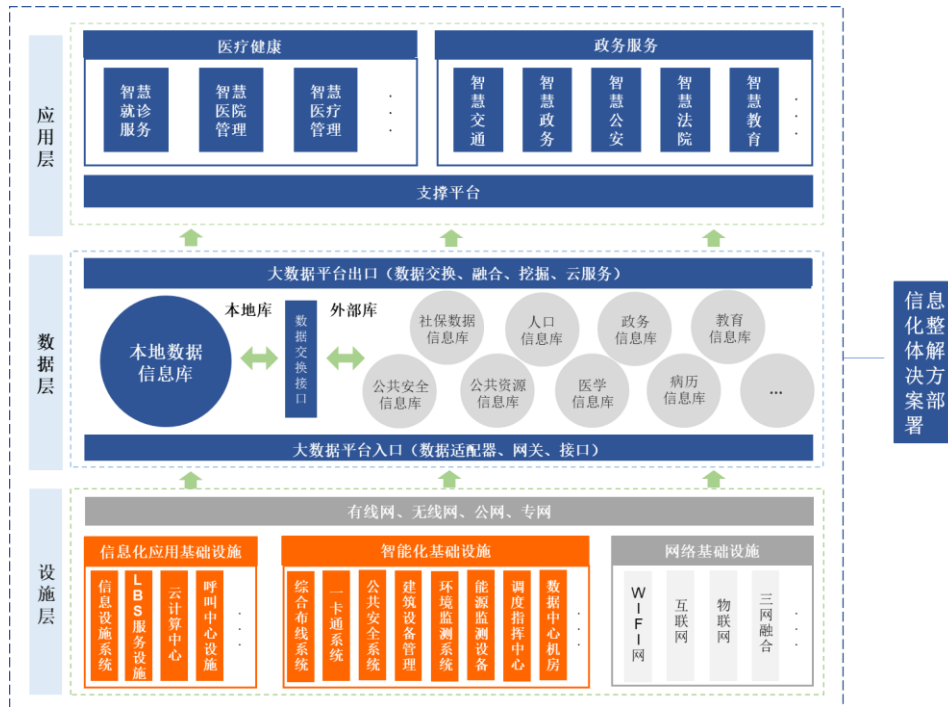 应用层
医疗健康
智慧
就诊
服务
智慧
医院
管理
智慧
医疗
管理
政务服务
智慧交通
智慧政务
智慧公安
智慧法院
智慧教育
支撑平台
数据层
大数据平台出口（数据交换、融合、挖掘、云服务）
本地数据
信息库
本地库
数据交换接口
外部库
社保数据
信息库
人口
信息库
政务
信息库
教育
信息库
公共安全
信息库
公共资源
信息库
医学
信息库
病历
信息库
...
大数据平台入口（数据适配器、网关、接口）
设施层
有线网、无线网、公网、专网
信息化应用基础设施
信息设施系统
LBS服务设施
云计算中心
呼叫中心设施
智能化基础设施
综合布线系统
一卡通系统
公共安全系统
建筑设备管理
环境监测系统
能源监测设备
调度指挥中心
数据中心机房
网络基础设施
WIFI网
互联网
物联网
三网融合
信息
化整
体解
决方
案部
署